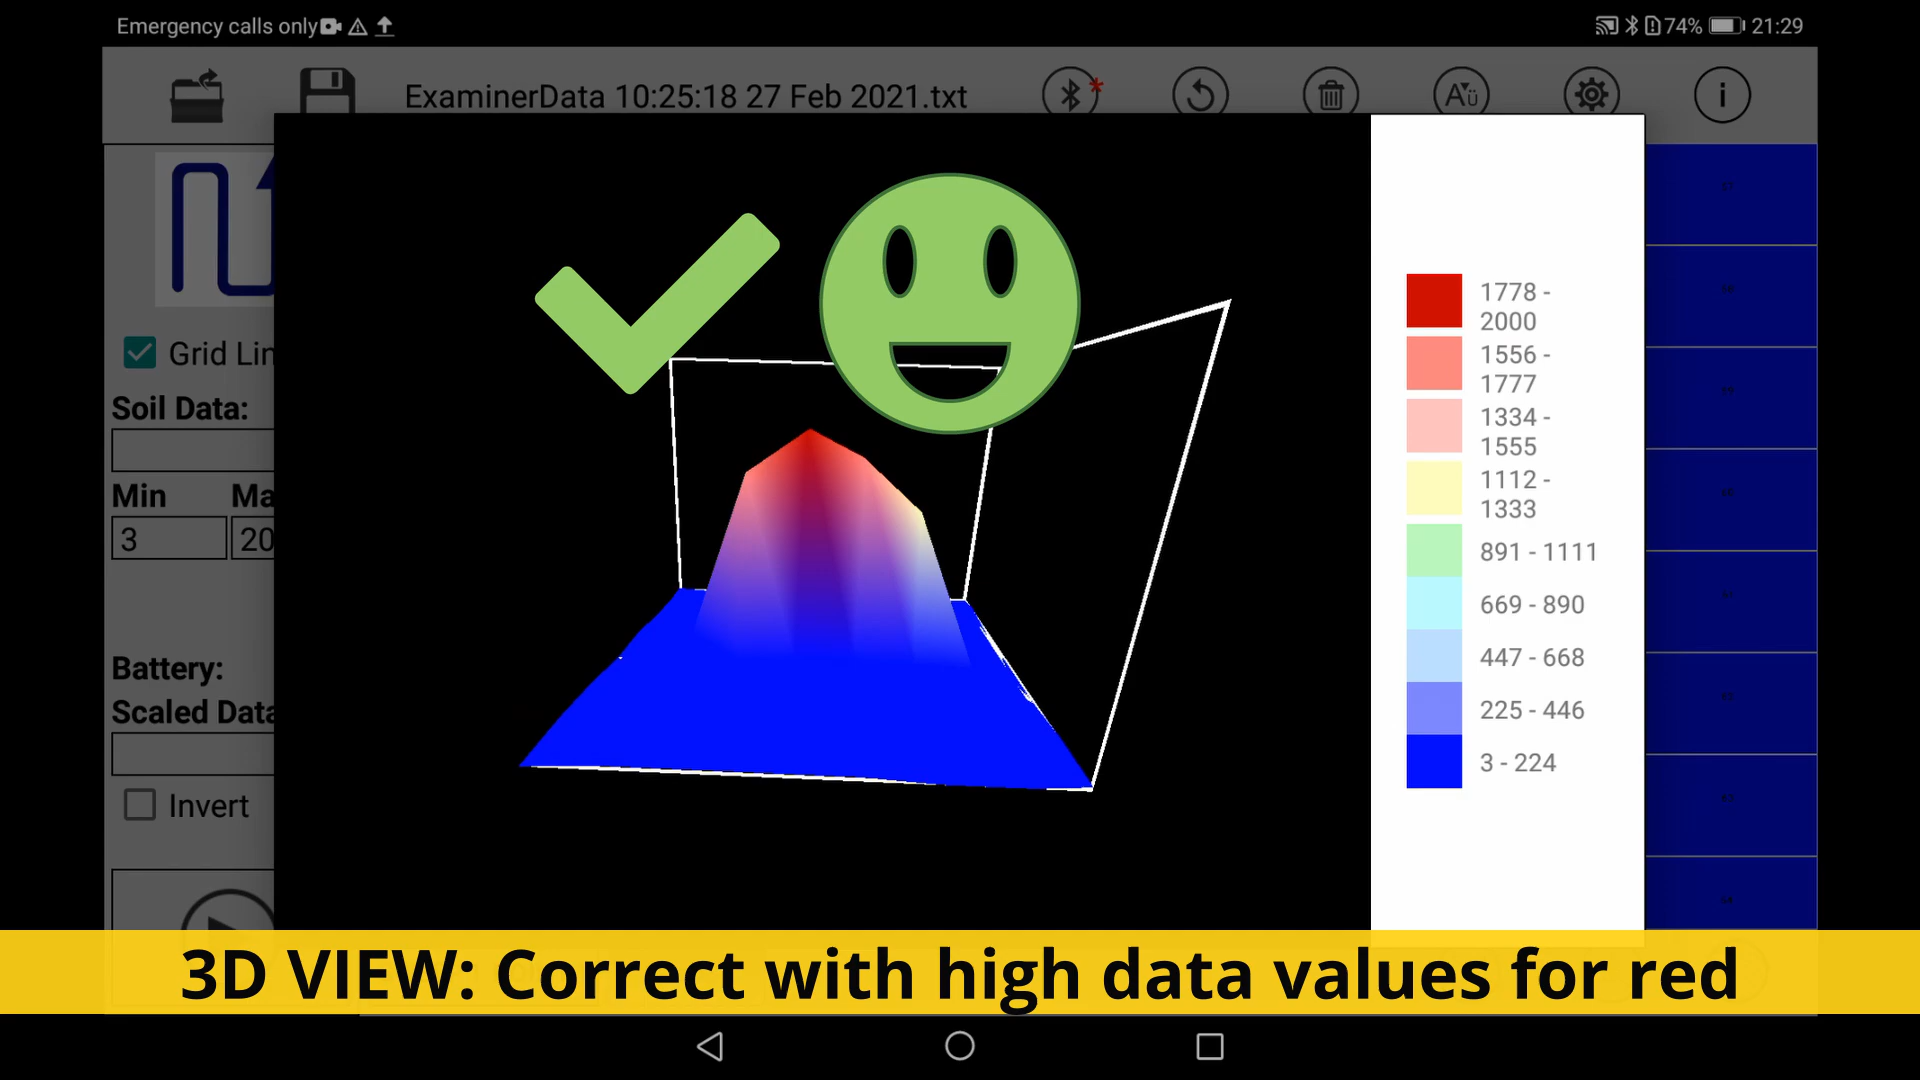 Emergency calls only
74%
21:29
ExaminerData 10:25:18 27 Feb 2021.txt
Aü
i
Grid Lin
Soil Data:
Min
Ma
3
20
Battery:
Scaled Data
Invert
1778 -
2000
1556 -
1777
1334 -
1555
1112 -
1333
891 - 1111
669 - 890
447 - 668
225 - 446
3 - 224
3D VIEW: Correct with high data values for red